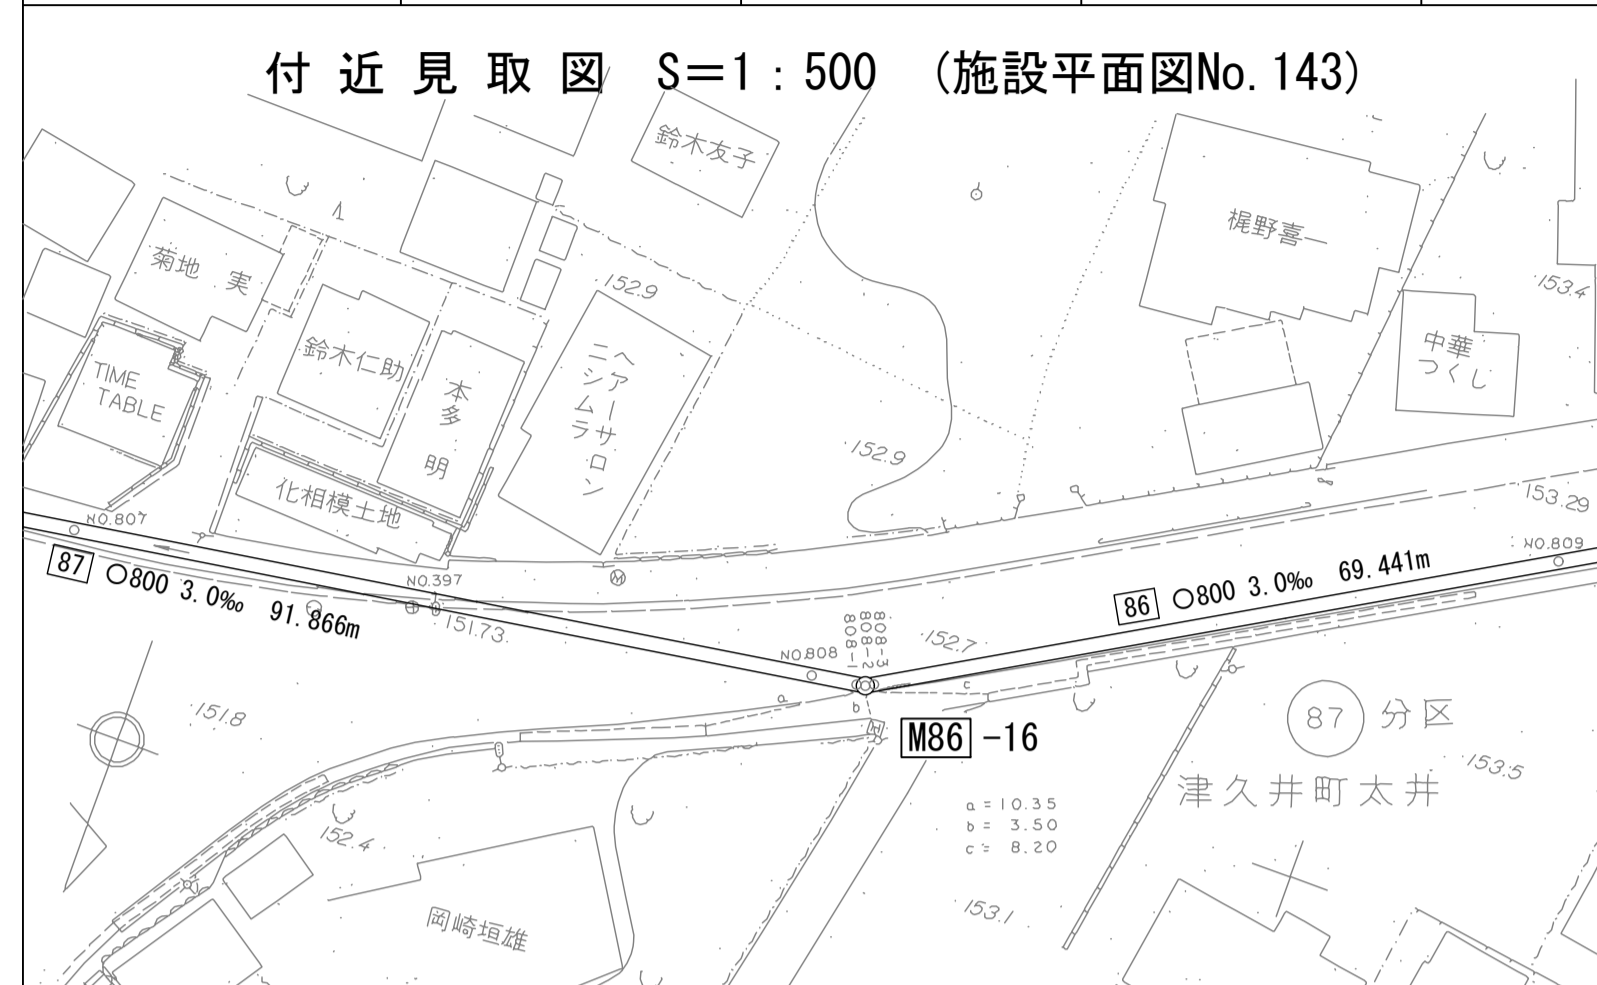 付近見取図 S＝1：500 (施設平面図No.143)
鈴木友子
梶野喜一
菊地 実
152.9
153.4
鈴木仁助
中華
つくし
TIME
TABLE
本多 明
ヘアーサロン
ニシムラ
152.9
化相模土地
153.29
NO.807
NO.809
87 ○800 3.0‰ 91.866m
NO.397
86 ○800 3.0‰ 69.441m
151.73
808-1
808-2
808-3
152.7
NO.808
a
b
c
151.8
M86 -16
87 分区
津久井町太井
153.5
a = 10.35
b = 3.50
c = 8.20
152.4
153.1
岡崎垣雄